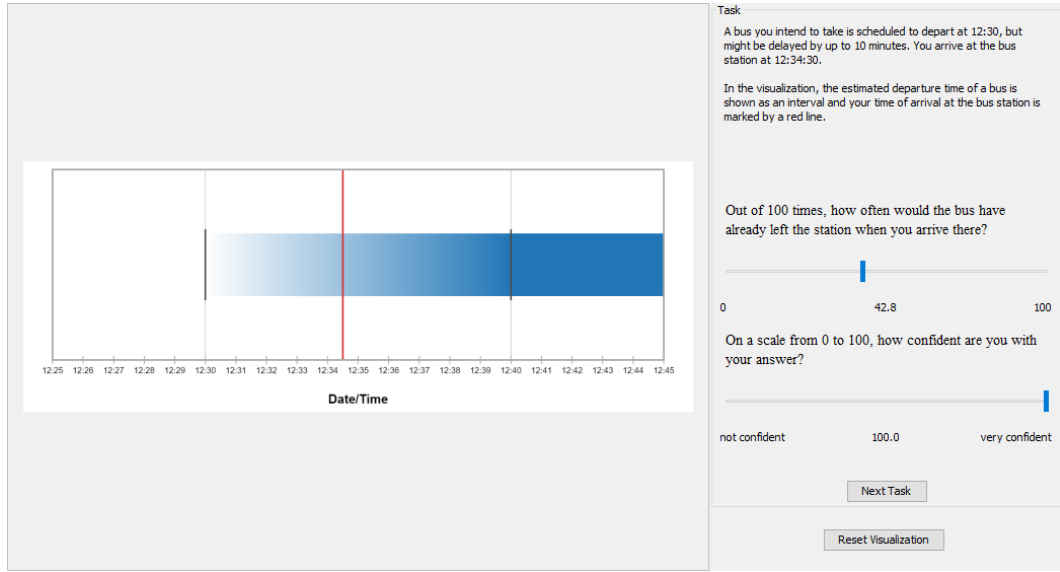 Task
A bus you intend to take is scheduled to depart at 12:30, but
might be delayed by up to 10 minutes. You arrive at the bus
station at 12:34:30.
In the visualization, the estimated departure time of a bus is
shown as an interval and your time of arrival at the bus station is
marked by a red line.
Out of 100 times, how often would the bus have
already left the station when you arrive there?
0 42.8 100
On a scale from 0 to 100, how confident are you with
your answer?
not confident 100.0 very confident
Next Task
Reset Visualization
12:25 12:26 12:27 12:28 12:29 12:30 12:31 12:32 12:33 12:34 12:35 12:36 12:37 12:38 12:39 12:40 12:41 12:42 12:43 12:44 12:45
Date/Time